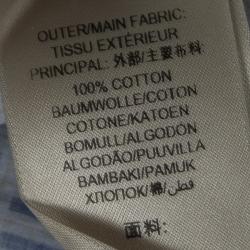 OUTER/MAIN FABRIC:
TISSU EXTÉRIEUR
PRINCIPAL: 外部/主要布料
100% COTTON
BAUMWOLLE/COTON
COTONE/KATOEN
BOMULL/ALGODÓN
ALGODÃO/PUUVILLA
BAMBAKI/PAMUK
ХЛОПОК/棉/قطن
面料: